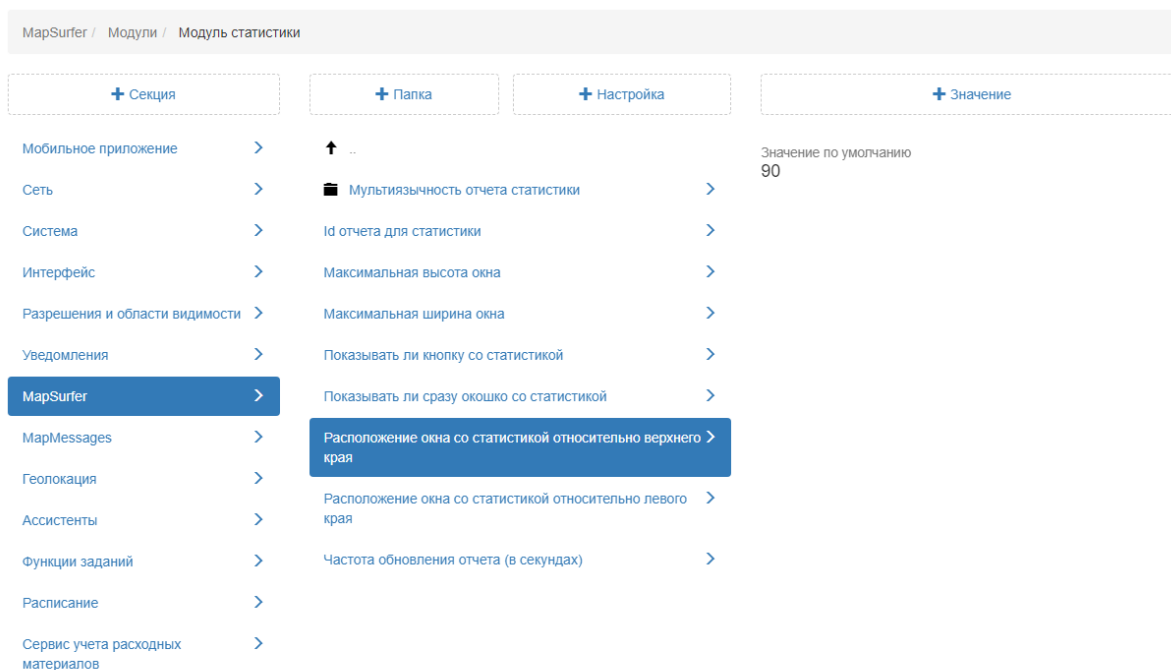 MapSurfer / Модули / Модуль статистики
+ Секция
+ Папка
+ Настройка
+ Значение
Мобильное приложение
Сеть
Система
Интерфейс
Разрешения и области видимости
Уведомления
MapSurfer
MapMessages
Геолокация
Ассистенты
Функции заданий
Расписание
Сервис учета расходных
материалов
..
Мультиязычность отчета статистики
Id отчета для статистики
Максимальная высота окна
Максимальная ширина окна
Показывать ли кнопку со статистикой
Показывать ли сразу окошко со статистикой
Расположение окна со статистикой относительно верхнего
края
Расположение окна со статистикой относительно левого
края
Частота обновления отчета (в секундах)
Значение по умолчанию
90